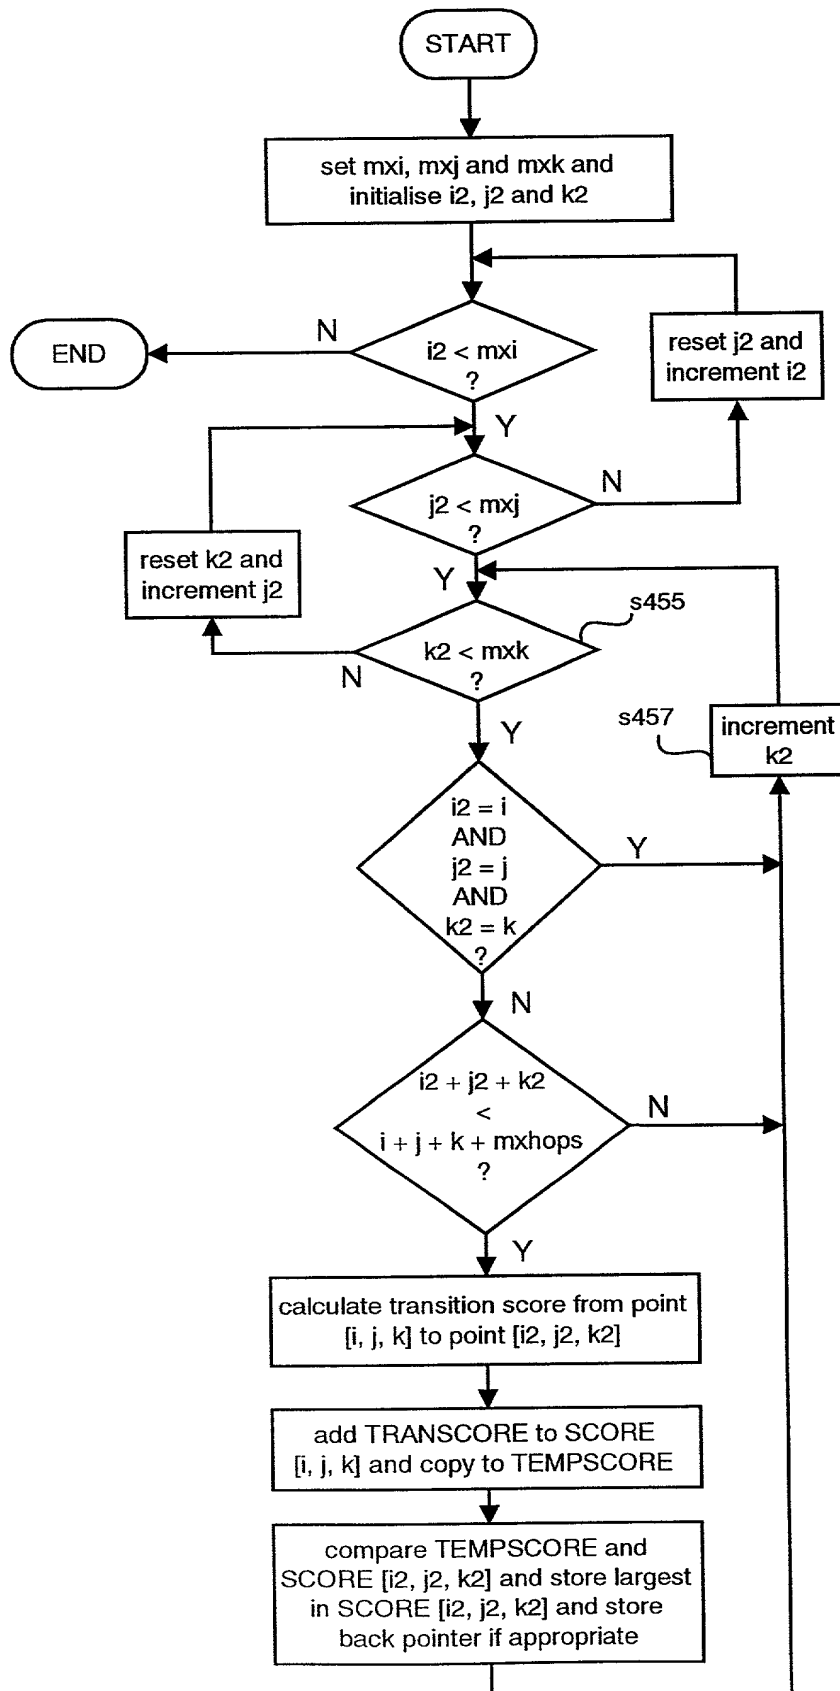 START
set mxi, mxj and mxk and
initialise i2, j2 and k2
N
END
i2 < mxi
?
reset j2 and
increment i2
Y
N
j2 < mxj
?
reset k2 and
increment j2
Y
s455
k2 < mxk
?
N
Y
s457
increment
k2
i2 = i
AND
j2 = j
AND
k2 = k
?
Y
N
i2 + j2 + k2
<
i + j + k + mxhops
?
N
Y
calculate transition score from point
[i, j, k] to point [i2, j2, k2]
add TRANSCORE to SCORE
[i, j, k] and copy to TEMPSCORE
compare TEMPSCORE and
SCORE [i2, j2, k2] and store largest
in SCORE [i2, j2, k2] and store
back pointer if appropriate